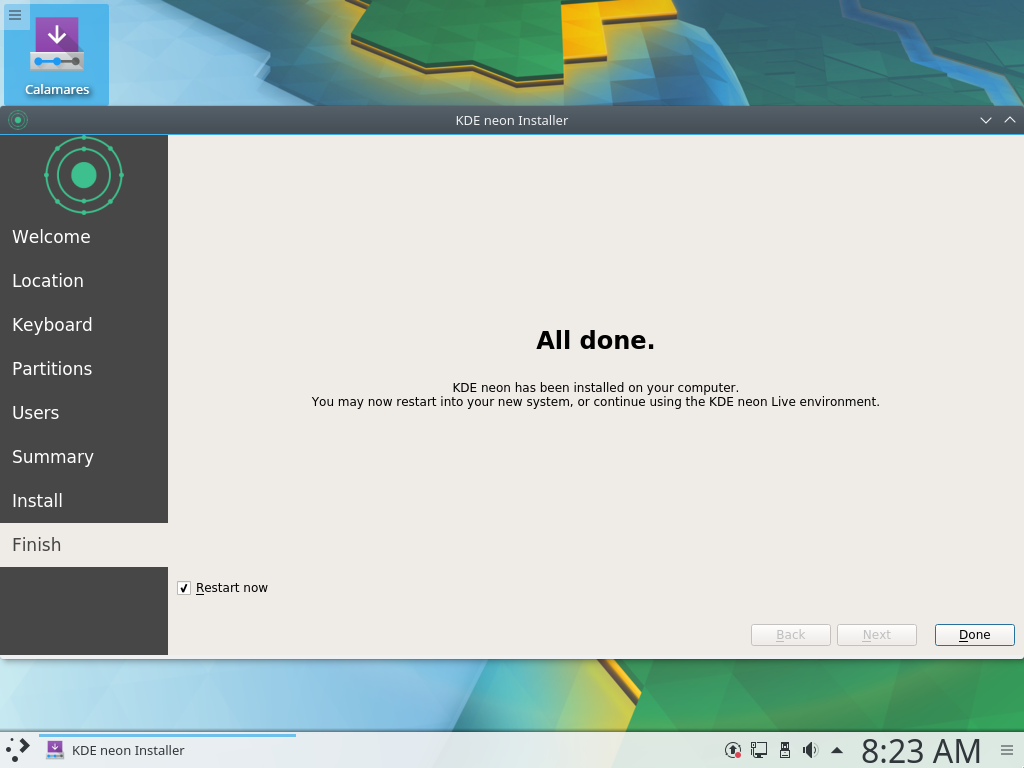 Calamares
KDE neon Installer
Welcome
Location
Keyboard
Partitions
Users
Summary
Install
Finish
All done.
KDE neon has been installed on your computer.
You may now restart into your new system, or continue using the KDE neon Live environment.
Restart now
Back
Next
Done
KDE neon Installer
8:23 AM